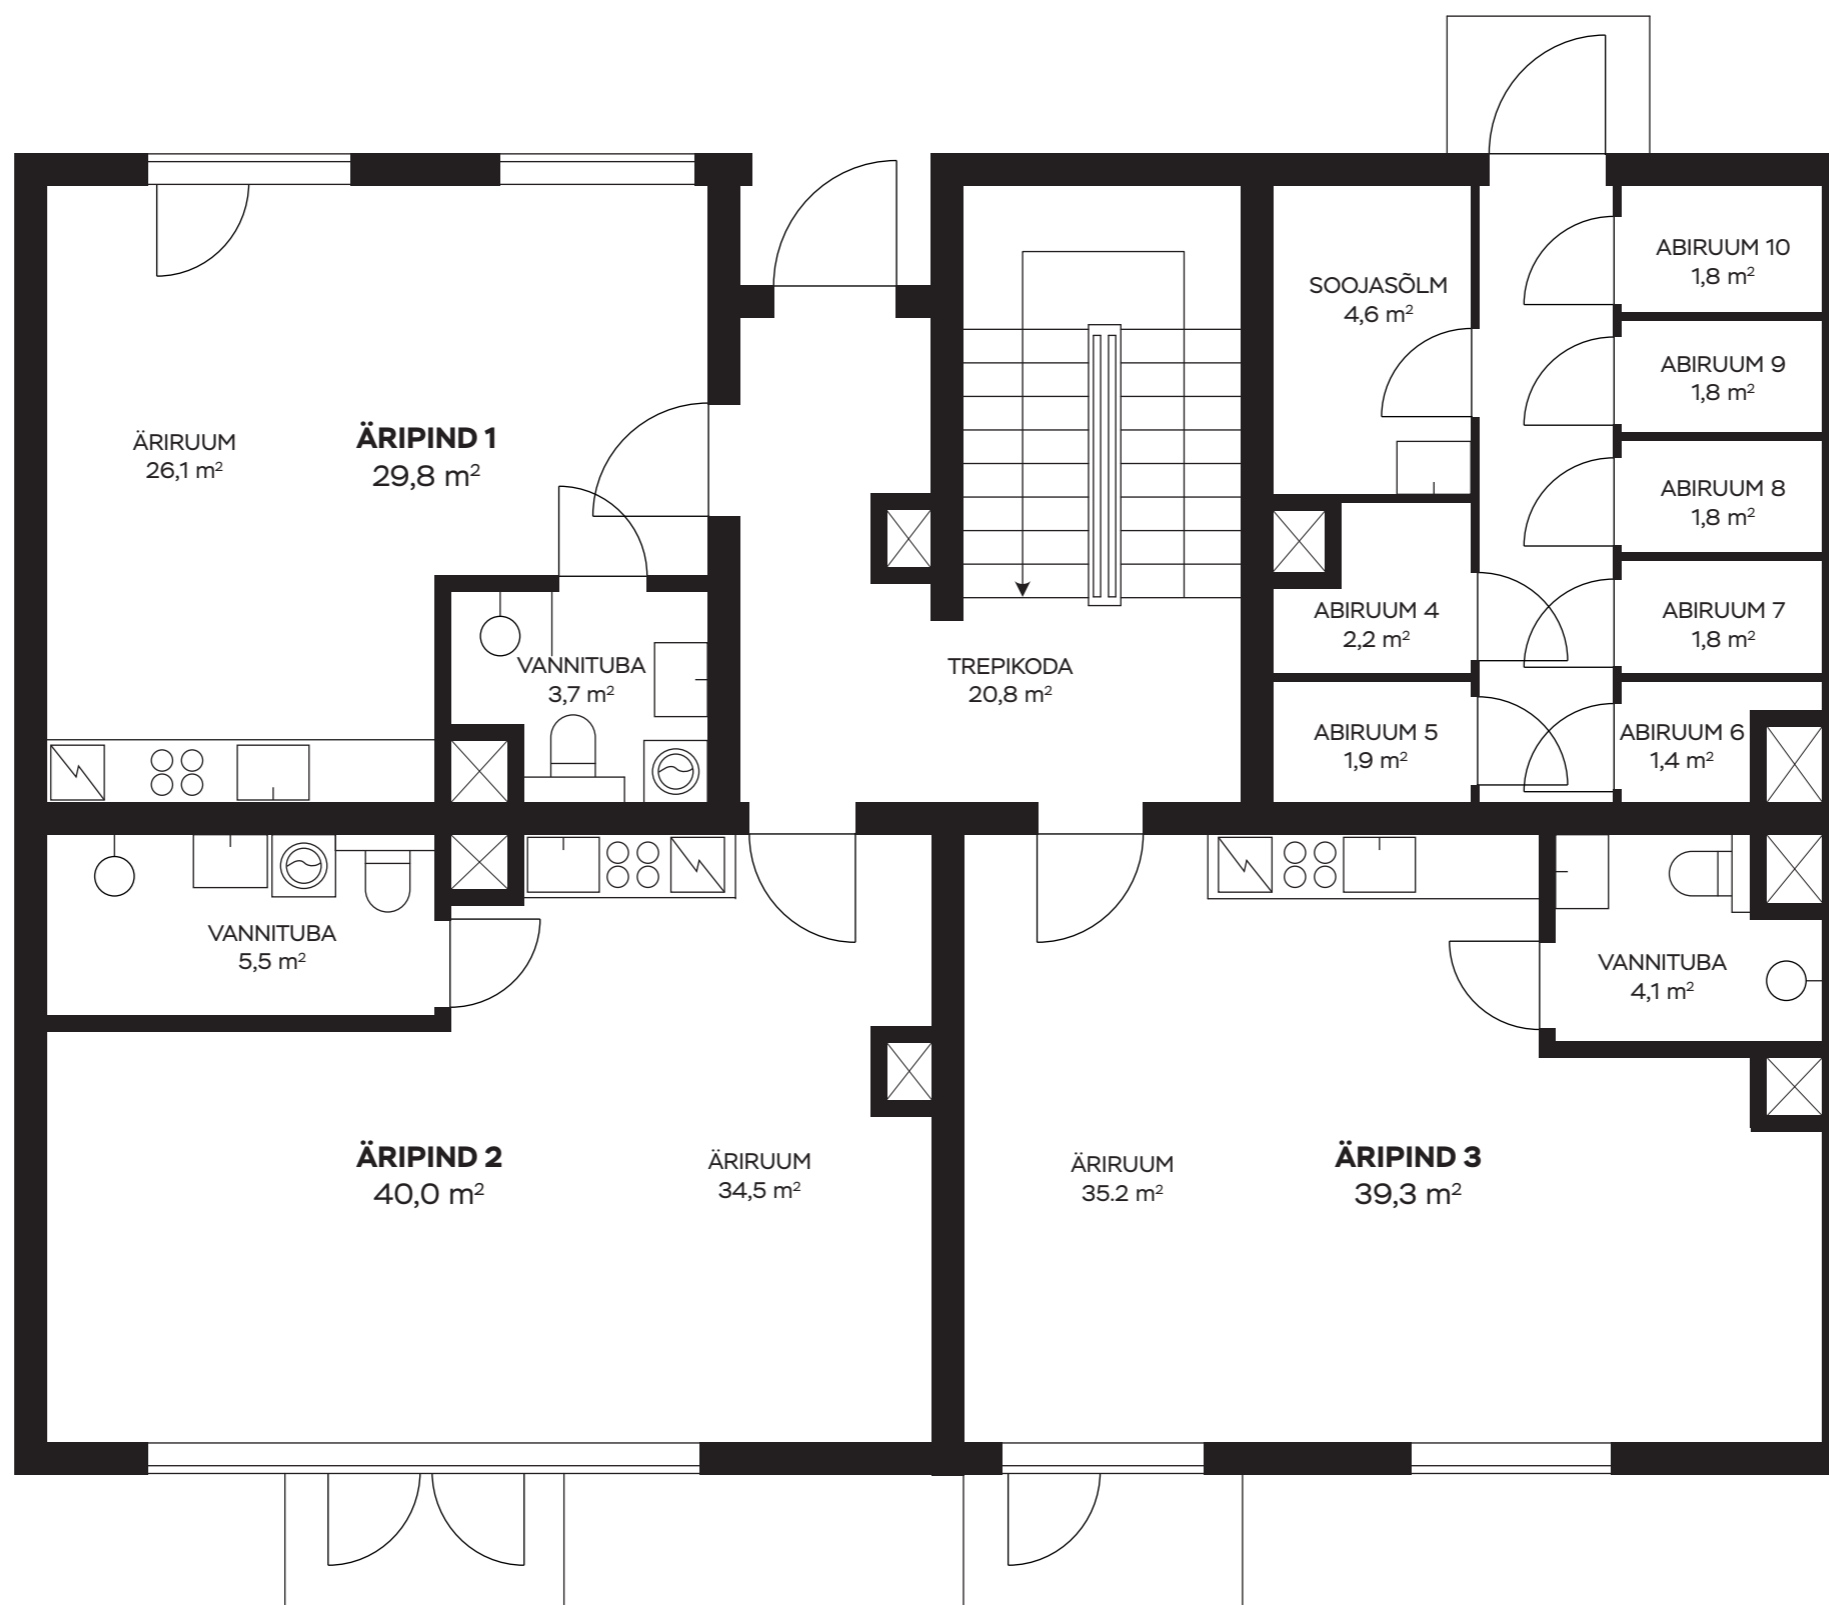 ABIRUUM 10
1,8 m²
SOOJASÕLM
4,6 m²
ABIRUUM 9
1,8 m²
ÄRIRUUM
26,1 m²
ÄRIPIND 1
29,8 m²
ABIRUUM 8
1,8 m²
ABIRUUM 4
2,2 m²
ABIRUUM 7
1,8 m²
VANNITUBA
3,7 m²
TREPIKODA
20,8 m²
ABIRUUM 5
1,9 m²
ABIRUUM 6
1,4 m²
VANNITUBA
5,5 m²
VANNITUBA
4,1 m²
ÄRIPIND 2
40,0 m²
ÄRIRUUM
34,5 m²
ÄRIRUUM
35.2 m²
ÄRIPIND 3
39,3 m²